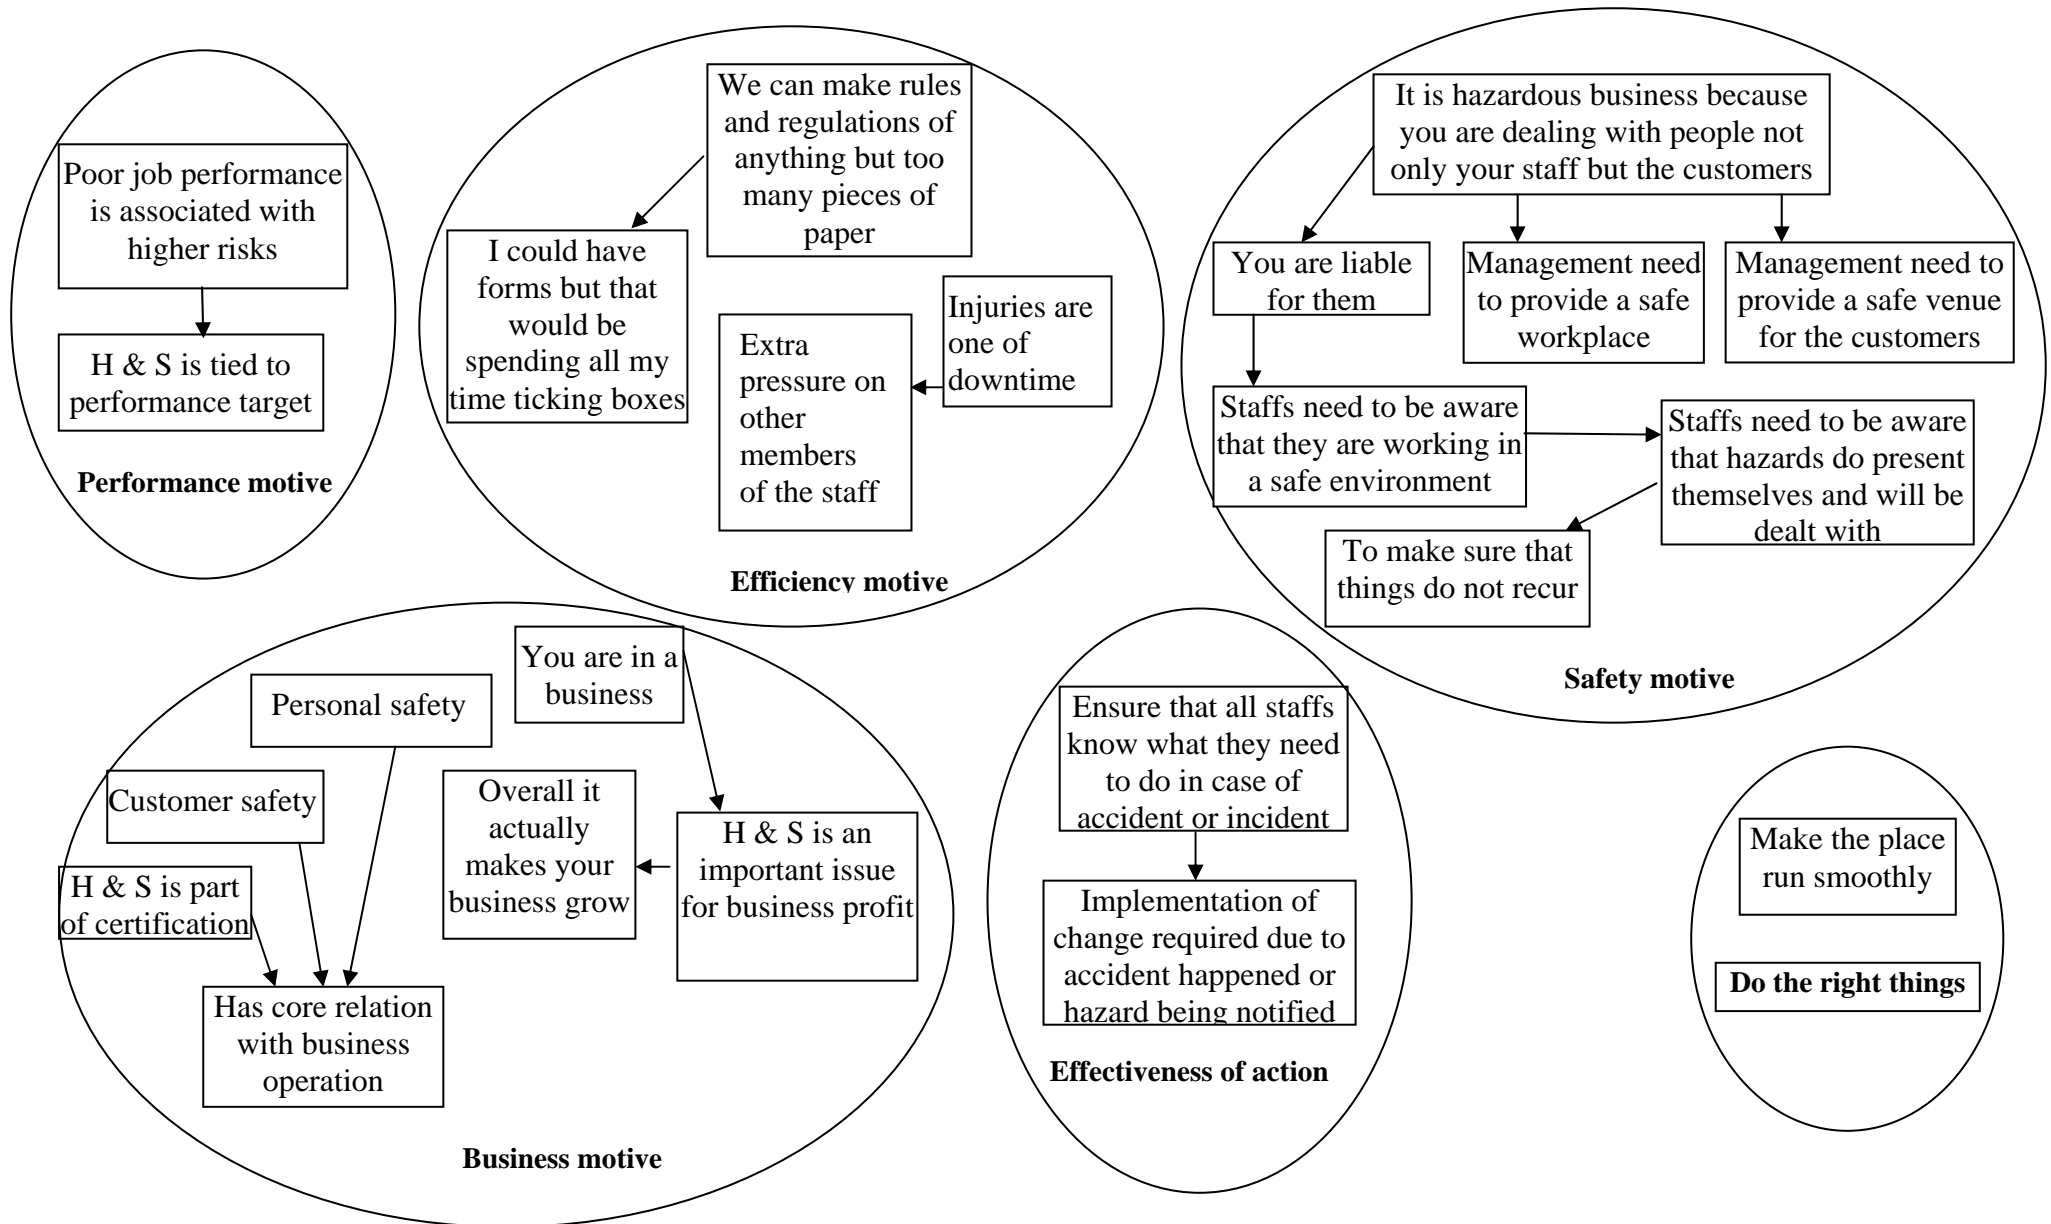 Poor job performance
is associated with
higher risks
H & S is tied to
performance target
Performance motive
We can make rules
and regulations of
anything but too
many pieces of
paper
I could have
forms but that
would be
spending all my
time ticking boxes
Injuries are
one of
downtime
Extra
pressure on
other
members
of the staff
Efficiency motive
It is hazardous business because
you are dealing with people not
only your staff but the customers
You are liable
for them
Management need
to provide a safe
workplace
Management need to
provide a safe venue
for the customers
Staffs need to be aware
that they are working in
a safe environment
Staffs need to be aware
that hazards do present
themselves and will be
dealt with
To make sure that
things do not recur
Safety motive
You are in a
business
Personal safety
Customer safety
H & S is part
of certification
Overall it
actually
makes your
business grow
H & S is an
important issue
for business profit
Has core relation
with business
operation
Business motive
Ensure that all staffs
know what they need
to do in case of
accident or incident
Implementation of
change required due to
accident happened or
hazard being notified
Effectiveness of action
Make the place
run smoothly
Do the right things